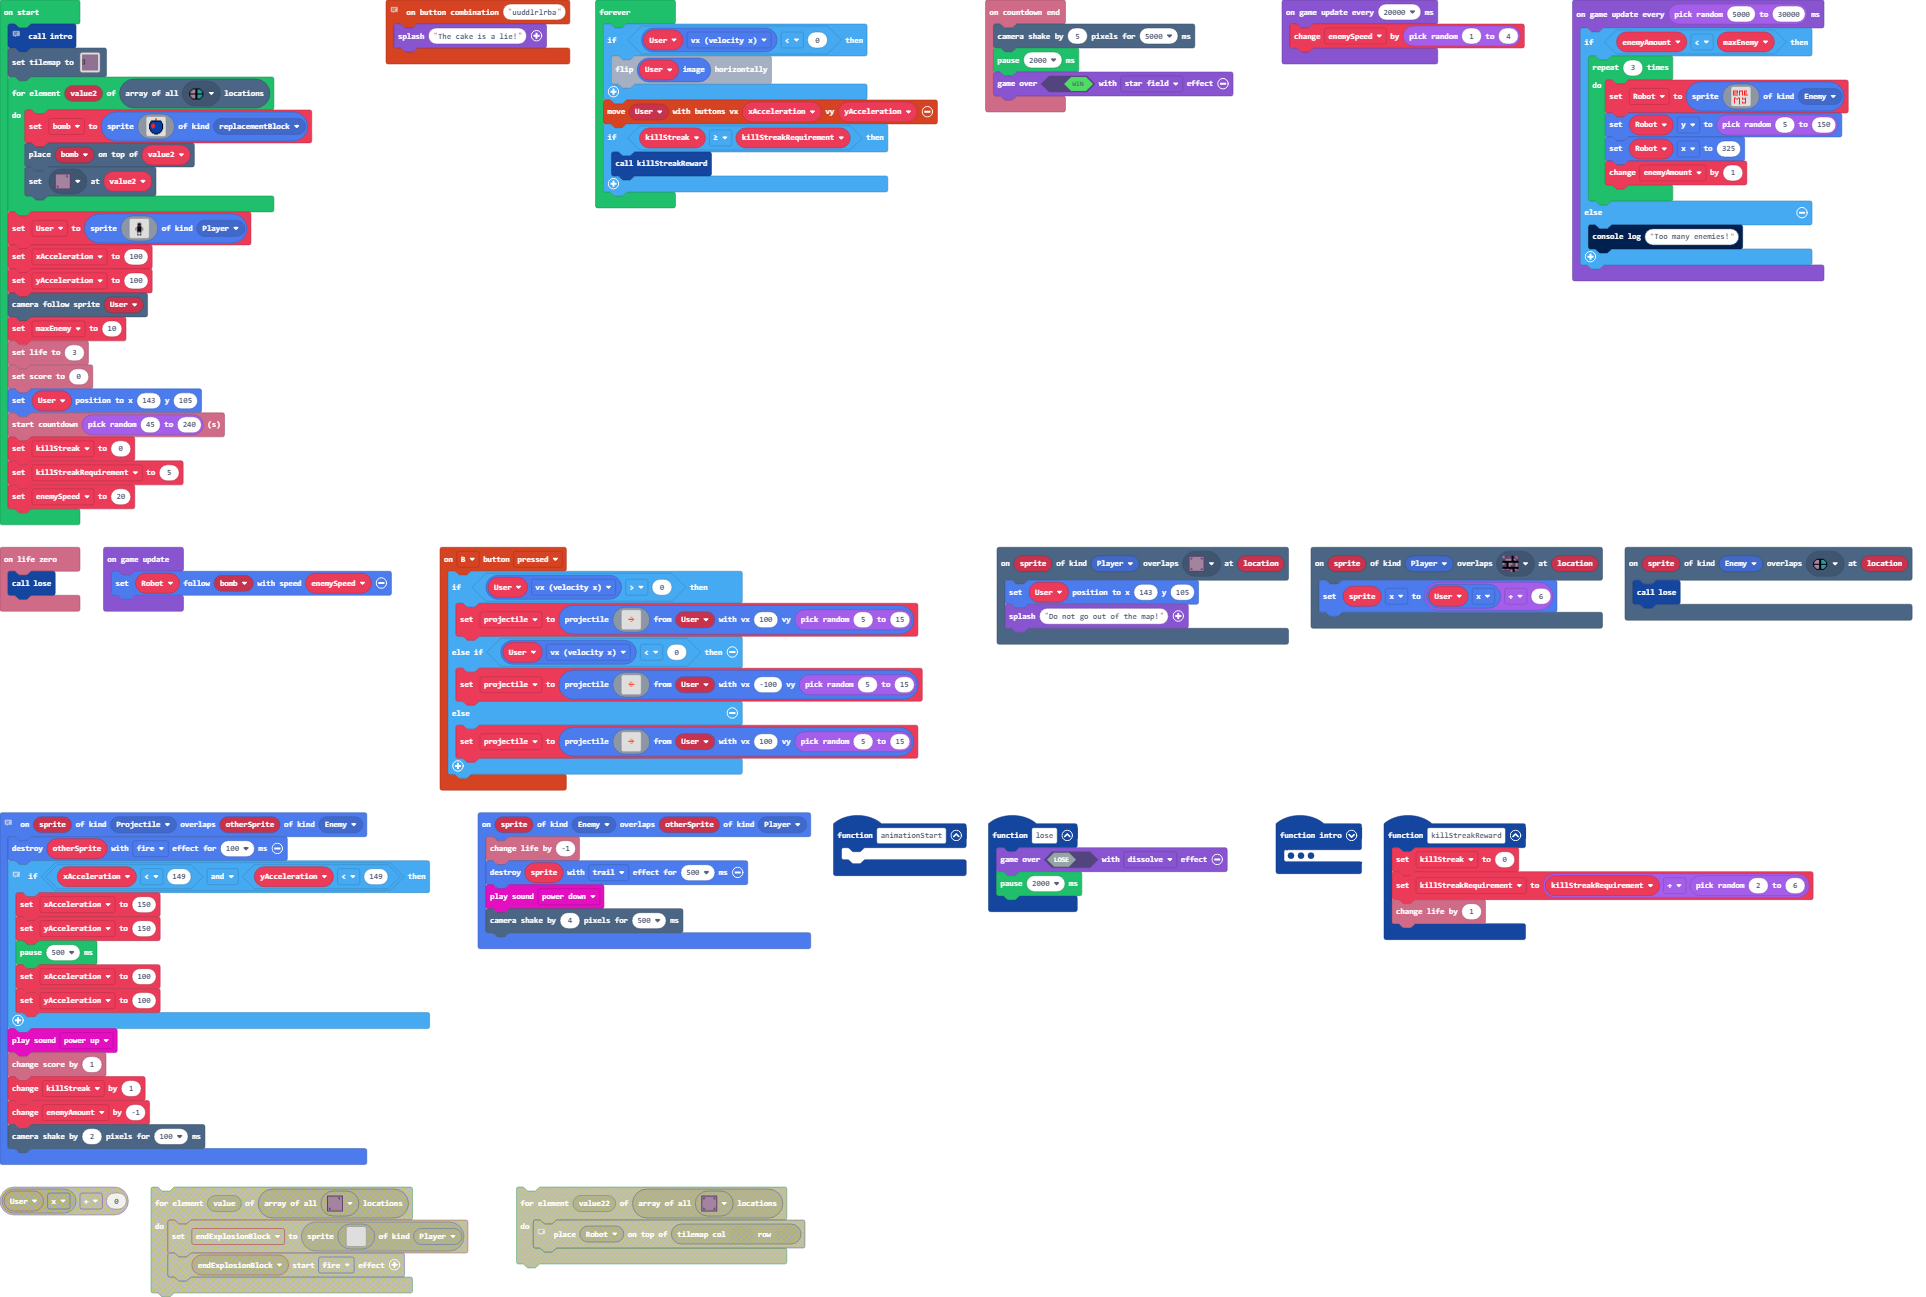 on start
call intro
set tilemap to
for element value2 of array of all locations
do
set bomb to sprite of kind replacementBlock
place bomb on top of value2
set at value2
set User to sprite of kind Player
set xAcceleration to 100
set yAcceleration to 100
camera follow sprite User
set maxEnemy to 10
set life to 3
set score to 0
set User position to x 143 y 105
start countdown pick random 45 to 240 (s)
set killStreak to 0
set killStreakRequirement to 5
set enemySpeed to 20
on button combination "uuddlrlrba"
splash "The cake is a lie!"
forever
if User vx (velocity x) < 0 then
flip User image horizontally
move User with buttons vx xAcceleration vy yAcceleration
if killStreak ≥ killStreakRequirement then
call killStreakReward
on countdown end
camera shake by 5 pixels for 5000 ms
pause 2000 ms
game over WIN with star field effect
on game update every 20000 ms
change enemySpeed by pick random 1 to 4
on game update every pick random 5000 to 30000 ms
if enemyAmount < maxEnemy then
repeat 3 times
do
set Robot to sprite of kind Enemy
set Robot y to pick random 5 to 150
set Robot x to 325
change enemyAmount by 1
else
console log "Too many enemies!"
on life zero
call lose
on game update
set Robot follow bomb with speed enemySpeed
on B button pressed
if User vx (velocity x) > 0 then
set projectile to projectile from User with vx 100 vy pick random 5 to 15
else if User vx (velocity x) < 0 then
set projectile to projectile from User with vx -100 vy pick random 5 to 15
else
set projectile to projectile from User with vx 100 vy pick random 5 to 15
on sprite of kind Player overlaps at location
set User position to x 143 y 105
splash "Do not go out of the map!"
on sprite of kind Player overlaps at location
set sprite x to User x 6
on sprite of kind Enemy overlaps at location
call lose
on sprite of kind Projectile overlaps otherSprite of kind Enemy
destroy otherSprite with fire effect for 100 ms
if xAcceleration < 149 and yAcceleration < 149 then
set xAcceleration to 150
set yAcceleration to 150
pause 500 ms
set xAcceleration to 100
set yAcceleration to 100
play sound power up
change score by 1
change killStreak by 1
change enemyAmount by -1
camera shake by 2 pixels for 100 ms
on sprite of kind Enemy overlaps otherSprite of kind Player
change life by -1
destroy sprite with trail effect for 500 ms
play sound power down
camera shake by 4 pixels for 500 ms
function animationStart
function lose
game over LOSE with dissolve effect
pause 2000 ms
function intro
function killStreakReward
set killStreak to 0
set killStreakRequirement to killStreakRequirement pick random 2 to 6
change life by 1
User x 0
for element value of array of all locations
do
set endExplosionBlock to sprite of kind Player
endExplosionBlock start fire effect
for element value22 of array of all locations
do
place Robot on top of tilemap col row